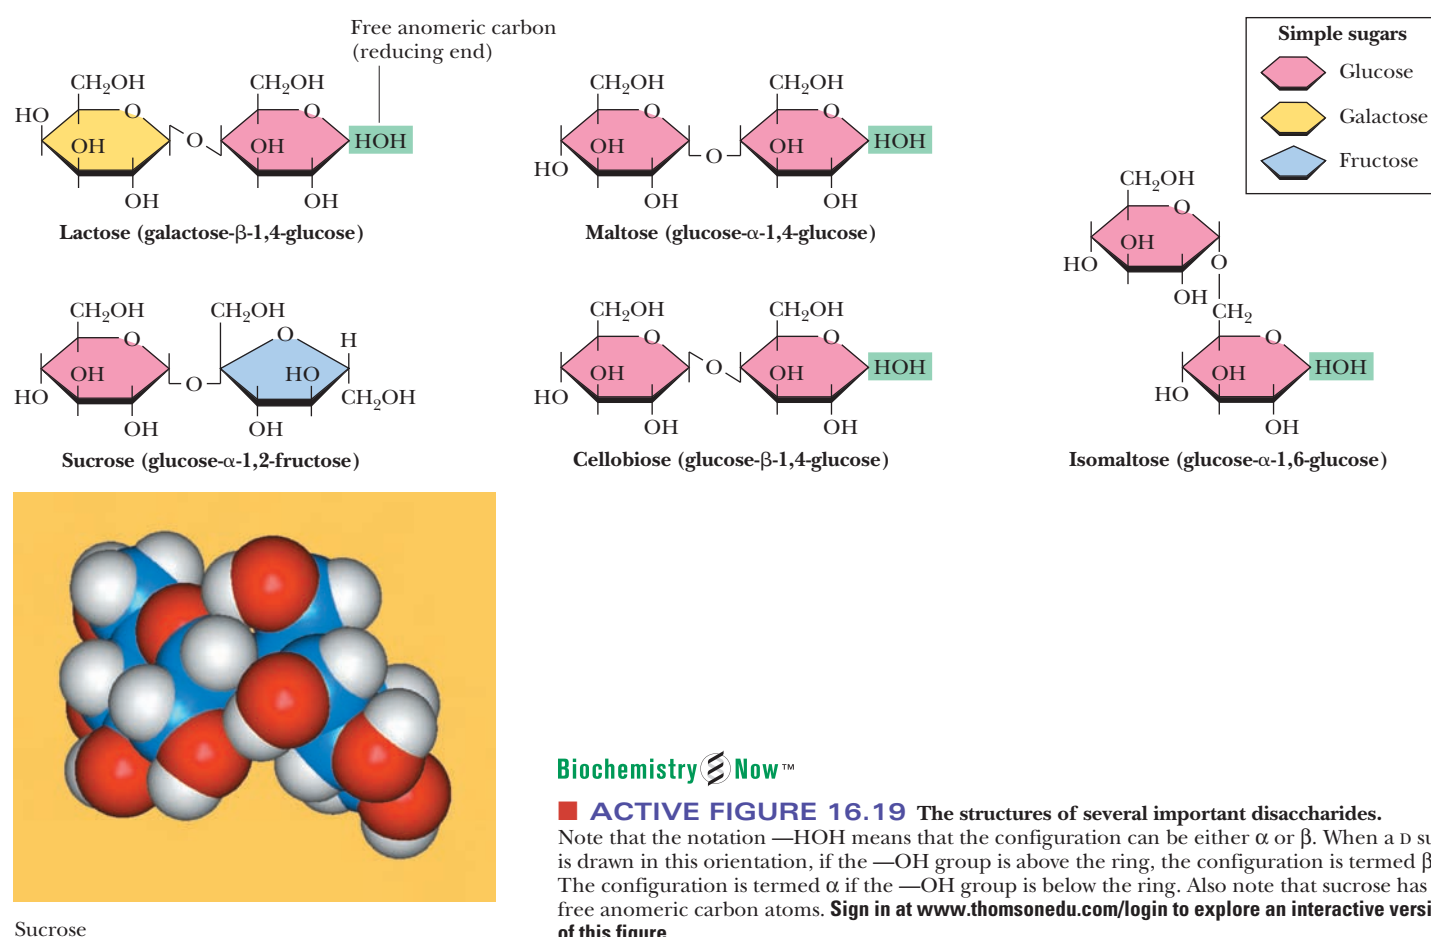 Free anomeric carbon
(reducing end)
CH2OH
HO
O
OH
OH
O
CH2OH
O
OH
OH
HOH
Lactose (galactose-β-1,4-glucose)
CH2OH
O
OH
HO
OH
O
CH2OH
O
OH
OH
HOH
Maltose (glucose-α-1,4-glucose)
Simple sugars
Glucose
Galactose
Fructose
CH2OH
O
OH
HO
OH
O
CH2OH
O
HO
H
OH
CH2OH
Sucrose (glucose-α-1,2-fructose)
CH2OH
O
OH
HO
OH
O
CH2OH
O
OH
OH
HOH
Cellobiose (glucose-β-1,4-glucose)
CH2OH
O
OH
HO
OH
O
CH2
O
OH
HO
OH
HOH
Isomaltose (glucose-α-1,6-glucose)
Sucrose
Biochemistry Now™
ACTIVE FIGURE 16.19 The structures of several important disaccharides.
Note that the notation —HOH means that the configuration can be either α or β. When a D su
is drawn in this orientation, if the —OH group is above the ring, the configuration is termed β
The configuration is termed α if the —OH group is below the ring. Also note that sucrose has
free anomeric carbon atoms. Sign in at www.thomsonedu.com/login to explore an interactive versi
of this figure